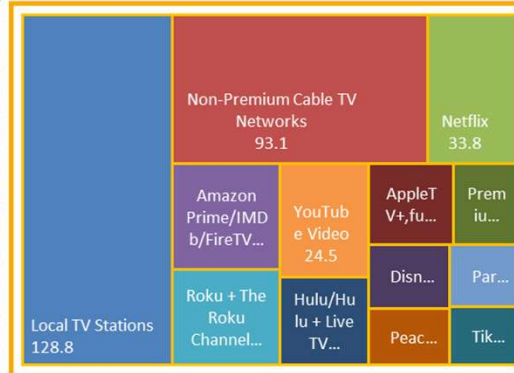 Local TV Stations
128.8
Non-Premium Cable TV
Networks
93.1
Netflix
33.8
Amazon
Prime/IMD
b/FireTV...
YouTub
e Video
24.5
AppleT
V+,fu...
Prem
iu...
Roku + The
Roku
Channel...
Hulu/Hu
lu + Live
TV...
Disn...
Par...
Peac...
Tik...